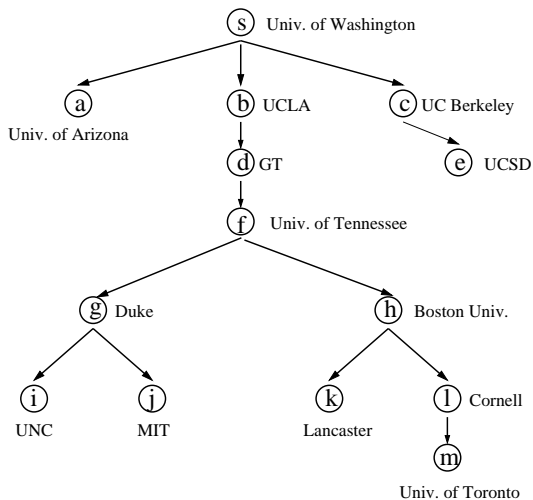 s Univ. of Washington
a
b UCLA
c UC Berkeley
Univ. of Arizona
d GT
e UCSD
f Univ. of Tennessee
g Duke
h Boston Univ.
i
j
k
l Cornell
UNC
MIT
Lancaster
m
Univ. of Toronto